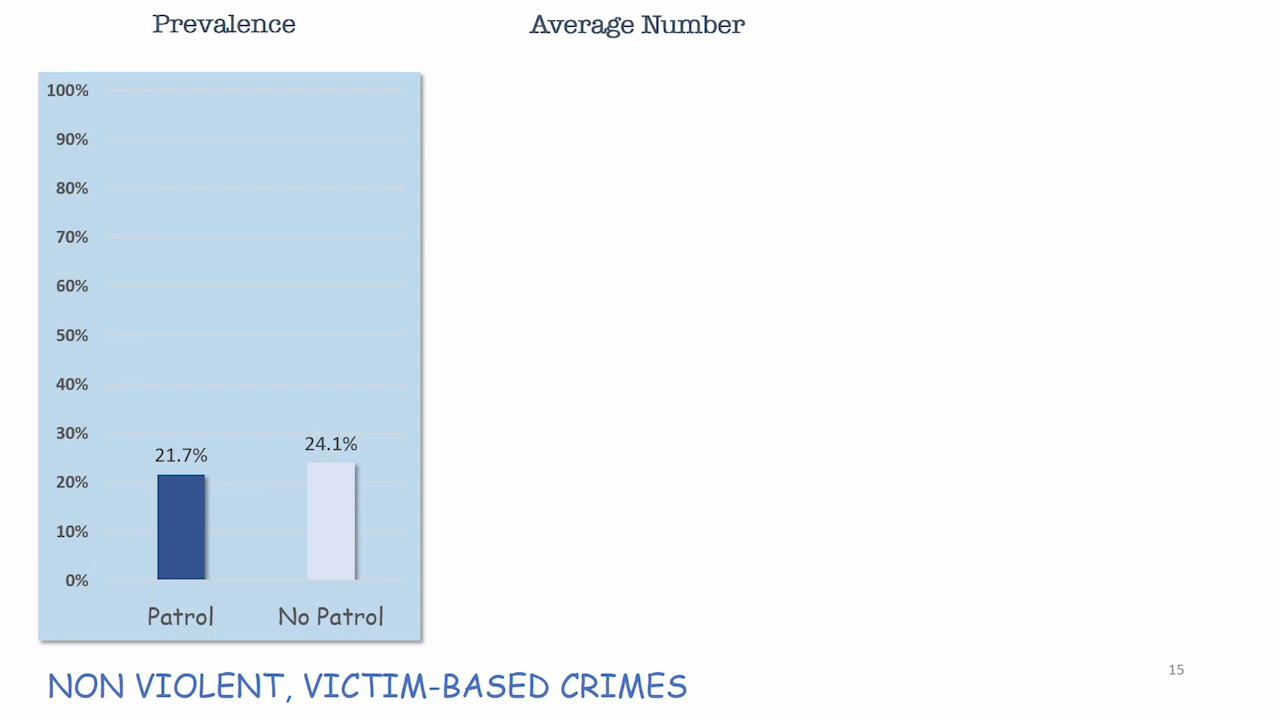 Prevalence
Average Number
100%
90%
80%
70%
60%
50%
40%
30%
20%
10%
0%
21.7%
24.1%
Patrol
No Patrol
15
NON VIOLENT, VICTIM-BASED CRIMES